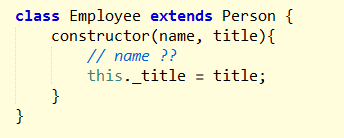 class Employee extends Person {
    constructor(name, title){
        // name ??
        this._title = title;
    }
}